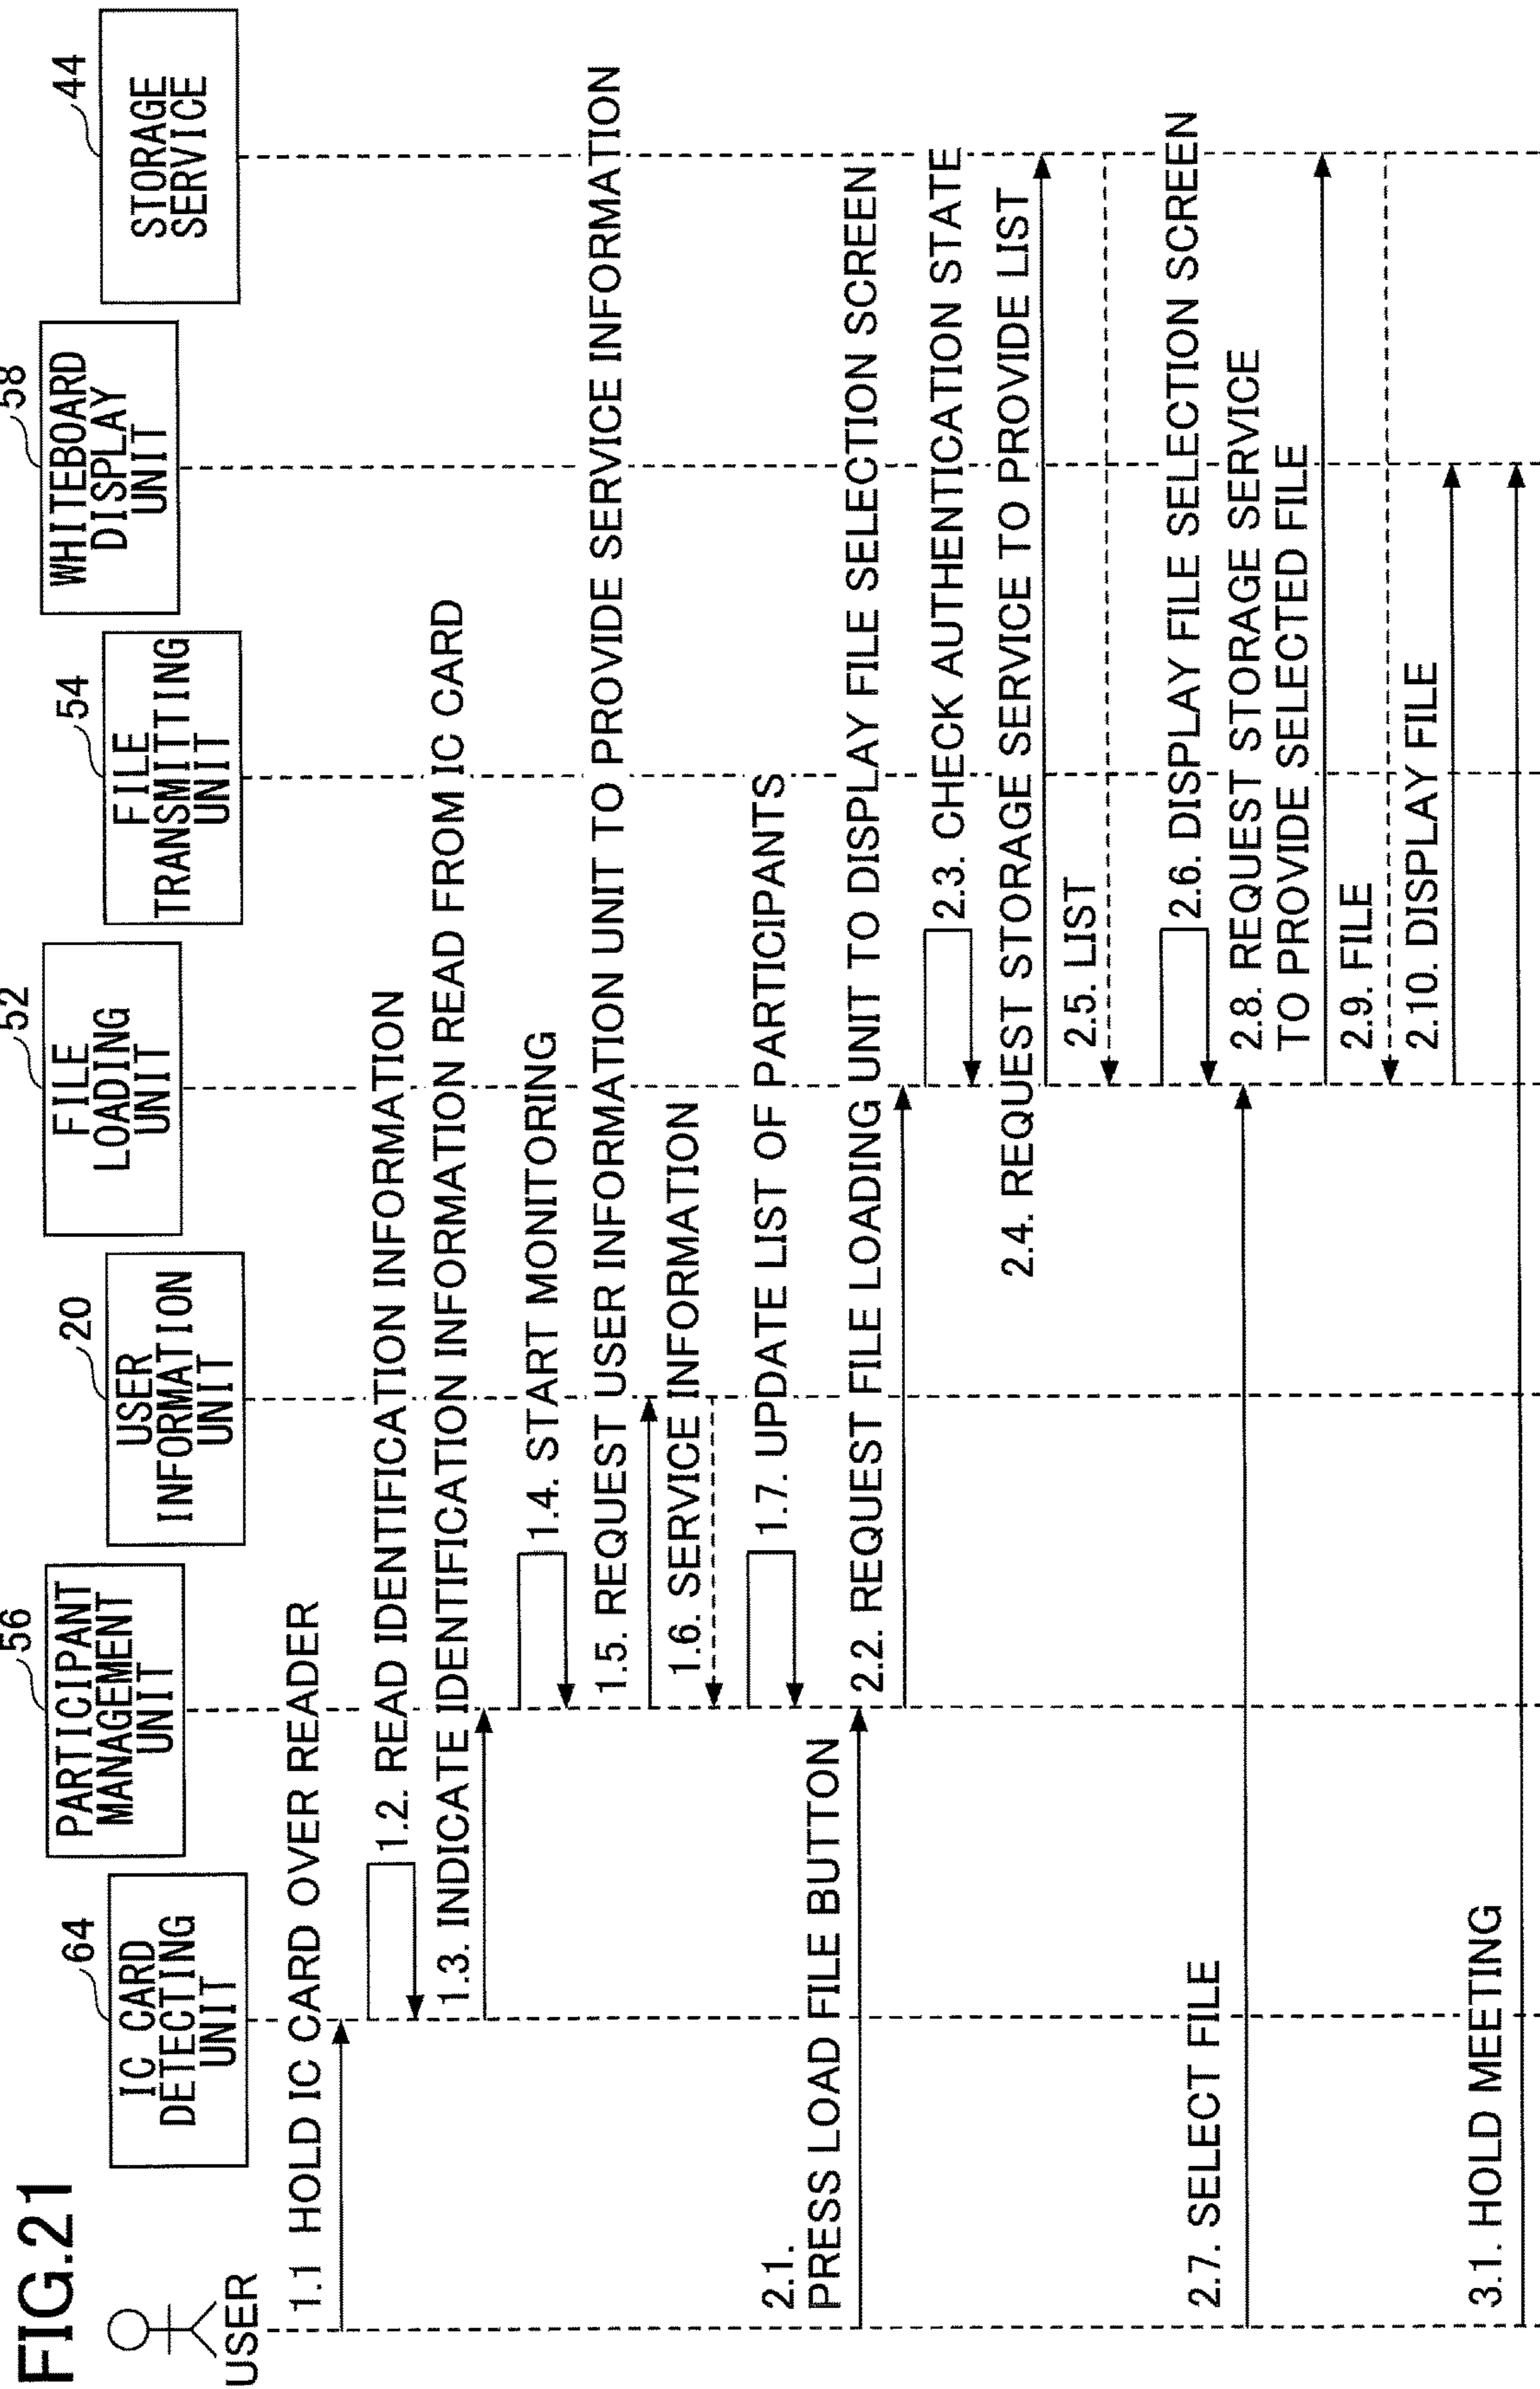 FIG.21
USER
64
IC CARD
DETECTING
UNIT
56
PARTICIPANT
MANAGEMENT
UNIT
20
USER
INFORMATION
UNIT
52
FILE
LOADING
UNIT
54
FILE
TRANSMITTING
UNIT
58
WHITEBOARD
DISPLAY
UNIT
44
STORAGE
SERVICE
1.1 HOLD IC CARD OVER READER
1.2. READ IDENTIFICATION INFORMATION
1.3. INDICATE IDENTIFICATION INFORMATION READ FROM IC CARD
1.4. START MONITORING
1.5. REQUEST USER INFORMATION UNIT TO PROVIDE SERVICE INFORMATION
1.6. SERVICE INFORMATION
1.7. UPDATE LIST OF PARTICIPANTS
2.1.
PRESS LOAD FILE BUTTON
2.2. REQUEST FILE LOADING UNIT TO DISPLAY FILE SELECTION SCREEN
2.3. CHECK AUTHENTICATION STATE
2.4. REQUEST STORAGE SERVICE TO PROVIDE LIST
2.5. LIST
2.6. DISPLAY FILE SELECTION SCREEN
2.7. SELECT FILE
2.8. REQUEST STORAGE SERVICE
TO PROVIDE SELECTED FILE
2.9. FILE
2.10. DISPLAY FILE
3.1. HOLD MEETING